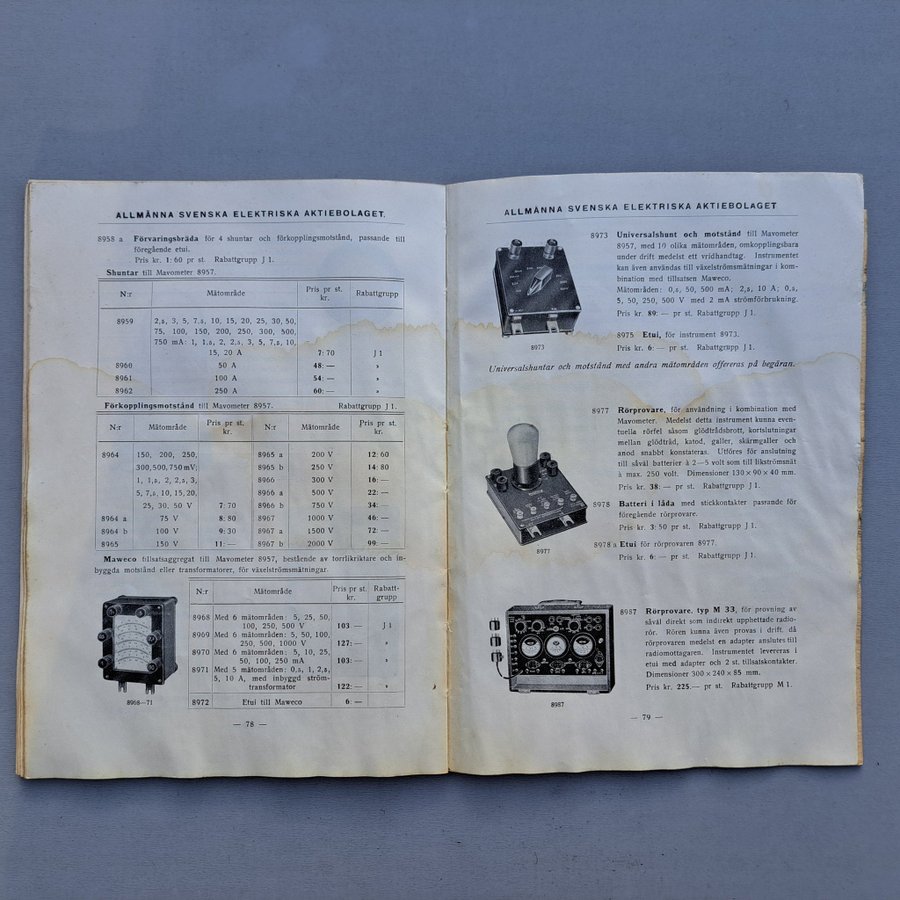 ALLMÄNNA SVENSKA ELEKTRISKA AKTIEBOLAGET.
8958 a Förvaringsbräda för 4 shuntar och förkopplingsmotstånd, passande till
föregående etui.
Pris kr. 1:60 pr st. Rabattgrupp J 1.
Shuntar till Mavometer 8957.
N:r Mätområde Pris pr st. kr. Rabattgrupp
8959 2,5, 3, 5, 7,5, 10, 15, 20, 25, 30, 50,
75, 100, 150, 200, 250, 300, 500,
750 mA: 1, 1,5, 2, 2,5, 3, 5, 7,5, 10,
15, 20 A 7:70 J 1
8960 50 A 48:— »
8961 100 A 54:— »
8962 250 A 60:— »
Förkopplingsmotstånd till Mavometer 8957. Rabattgrupp J 1.
N:r Mätområde Pris pr st. kr. N:r Mätområde Pris pr st. kr.
8964 150, 200, 250, 8965 a 200 V 12:60
300, 500, 750 mV; 8965 b 250 V 14:80
1, 1,5, 2, 2,5, 3, 8966 300 V 16:—
5, 7,5, 10, 15, 20, 8966 a 500 V 22:—
25, 30, 50 V 7:70 8966 b 750 V 34:—
8964 a 75 V 8:80 8967 1000 V 46:—
8964 b 100 V 9:30 8967 a 1500 V 72:—
8965 150 V 11:— 8967 b 2000 V 99:—
Maweco tillsatsaggregat till Mavometer 8957, bestående av torrlikriktare och in-
byggda motstånd eller transformatorer, för växelströmsmätningar.
N:r Mätområde Pris pr st. kr. Rabatt-grupp
8968 Med 6 mätområden: 5, 25, 50,
100, 250, 500 V 103:— J 1
8969 Med 6 mätområden: 5, 50, 100,
250, 500, 1000 V 127:— »
8970 Med 6 mätområden: 5, 10, 25,
50, 100, 250 mA 103:— »
8971 Med 5 mätområden: 0,5, 1, 2,5,
5, 10 A, med inbyggd ström-
transformator 122:— »
8972 Etui till Maweco 6:—
8968—71
— 78 —
ALLMÄNNA SVENSKA ELEKTRISKA AKTIEBOLAGET
8973 Universalshunt och motstånd till Mavometer
8957, med 10 olika mätområden, omkopplingsbara
under drift medelst ett vridhandtag. Instrumentet
kan även användas till växelströmsmätningar i kom-
bination med tillsatsen Maweco.
Mätområden: 0,5, 50, 500 mA; 2,5, 10 A; 0,5,
5, 50, 250, 500 V med 2 mA strömförbrukning.
Pris kr. 89:— pr st. Rabattgrupp J 1.
8973
8975 Etui, för instrument 8973.
Pris kr. 6:— pr st. Rabattgrupp J 1.
Universalshuntar och motstånd med andra mätområden offereras på begäran.
8977 Rörprovare, för användning i kombination med
Mavometer. Medelst detta instrument kunna even-
tuella rörfel såsom glödtrådsbrott, kortslutningar
mellan glödtråd, katod, galler, skärmgaller och
anod snabbt konstateras. Utföres för anslutning
till såväl batterier à 2—5 volt som till likströmsnät
à max. 250 volt. Dimensioner 130 × 90 × 40 mm.
Pris kr. 38:— pr st. Rabattgrupp J 1.
8978 Batteri i låda med stickkontakter passande för
föregående rörprovare.
Pris kr. 3:50 pr st. Rabattgrupp J 1.
8977
8978 a Etui för rörprovaren 8977.
Pris kr. 6:— pr st. Rabattgrupp J 1.
8987 Rörprovare, typ M 33, för provning av
såväl direkt som indirekt upphettade radio-
rör. Rören kunna även provas i drift, då
rörprovaren medelst en adapter anslutes till
radiomottagaren. Instrumentet levereras i
etui med adapter och 2 st. tillsatskontakter.
Dimensioner 300 × 240 × 85 mm.
Pris kr. 225:— pr st. Rabattgrupp M 1.
8987
— 79 —